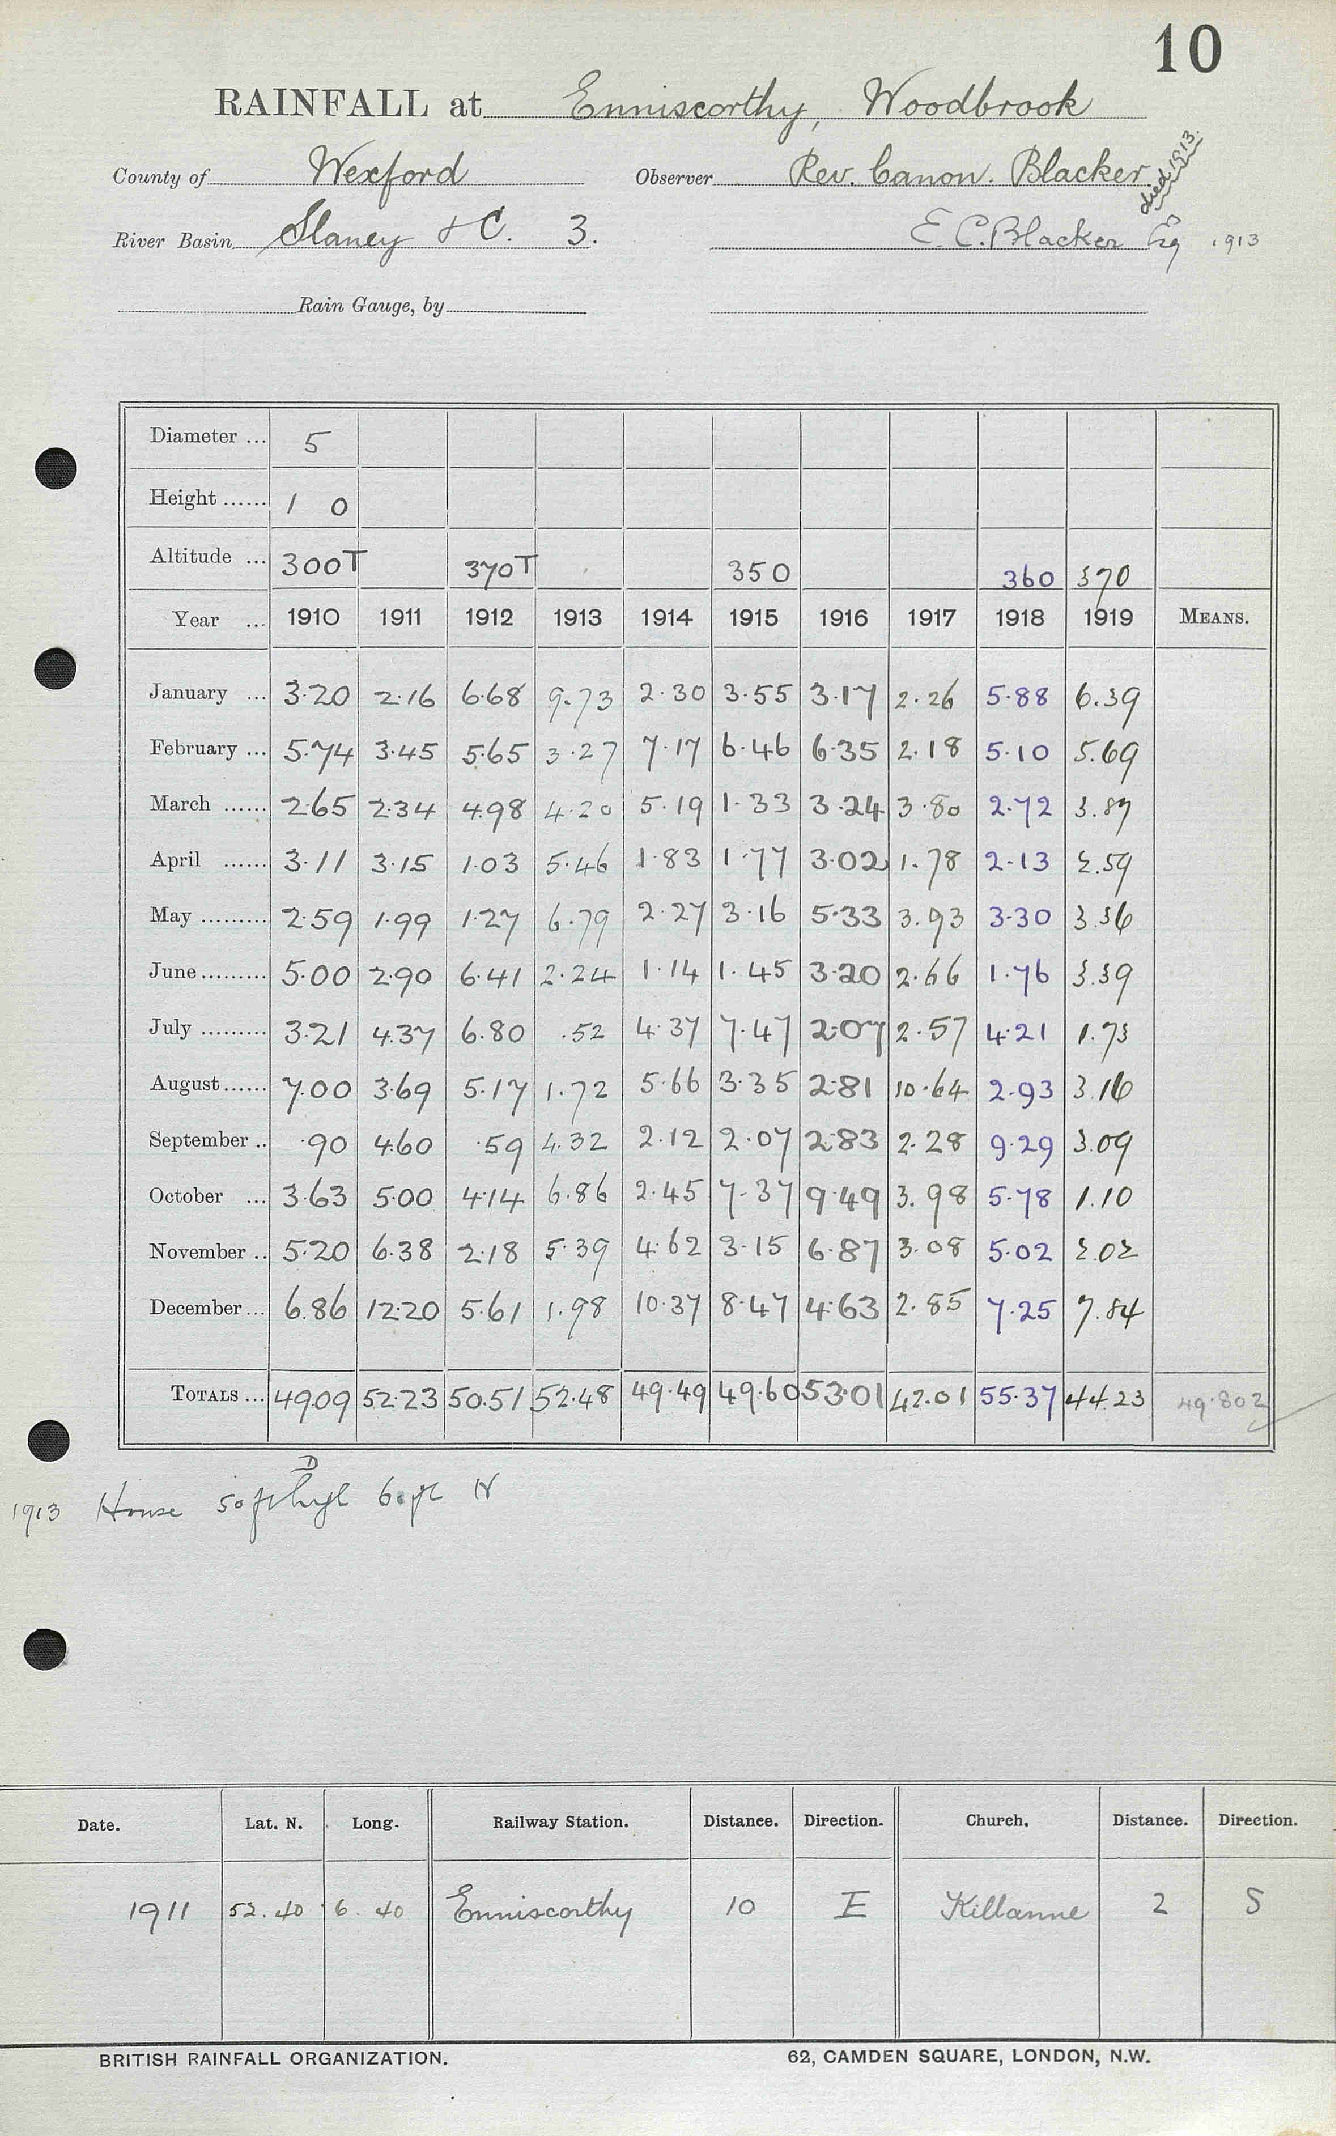 10
RAINFALL at Enniscorthy, Woodbrook
County of Wexford Observer Rev. Canon. Blacker died 1913.
River Basin Slaney & C. 3. E. C. Blacker Esq 1913
Rain Gauge, by
Diameter ... 5
Height ...... 1 0
Altitude ... 300T 370T 350 360 370
Year ... 1910 1911 1912 1913 1914 1915 1916 1917 1918 1919 MEANS.
January ... 3.20 2.16 6.68 9.73 2.30 3.55 3.17 2.26 5.88 6.39
February ... 5.74 3.45 5.65 3.27 7.17 6.46 6.35 2.18 5.10 5.69
March ...... 2.65 2.34 4.98 4.20 5.19 1.33 3.24 3.80 2.72 3.87
April ...... 3.11 3.15 1.03 5.46 1.83 1.77 3.02 1.78 2.13 2.59
May ......... 2.59 1.99 1.27 6.79 2.27 3.16 5.33 3.93 3.30 3.36
June ......... 5.00 2.90 6.41 2.24 1.14 1.45 3.20 2.66 1.76 3.39
July ......... 3.21 4.37 6.80 .52 4.37 7.47 2.07 2.57 4.21 1.73
August ...... 7.00 3.69 5.17 1.72 5.66 3.35 2.81 10.64 2.93 3.16
September .. .90 4.60 .59 4.32 2.12 2.07 2.83 2.28 9.29 3.09
October ... 3.63 5.00 4.14 6.86 2.45 7.37 9.49 3.98 5.78 1.10
November .. 5.20 6.38 2.18 5.39 4.62 3.15 6.87 3.08 5.02 2.02
December ... 6.86 12.20 5.61 1.98 10.37 8.47 4.63 2.85 7.25 7.84
TOTALS ... 49.09 52.23 50.51 52.48 49.49 49.60 53.01 42.01 55.37 44.23 49.802
1913 House 50 ft N
Date. Lat. N. Long. Railway Station. Distance. Direction. Church. Distance. Direction.
1911 52.40 6.40 Enniscorthy 10 E Killanne 2 S
BRITISH RAINFALL ORGANIZATION. 62, CAMDEN SQUARE, LONDON, N.W.